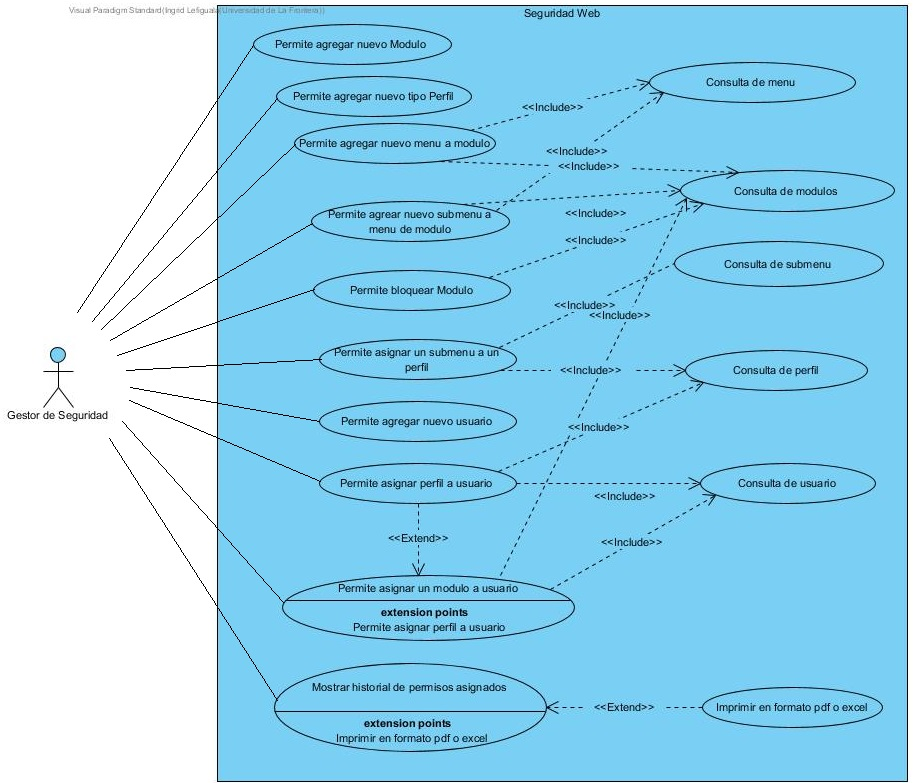 Visual Paradigm Standard(Ingrid Lefiguala(Universidad de La Frontera))
Seguridad Web
Permite agregar nuevo Modulo
Permite agregar nuevo tipo Perfil
Consulta de menu
<<Include>>
Permite agregar nuevo menu a modulo
<<Include>>
<<Include>>
Consulta de modulos
Permite agrear nuevo submenu a
menu de modulo
<<Include>>
<<Include>>
Consulta de submenu
Permite bloquear Modulo
<<Include>>
<<Include>>
Permite asignar un submenu a un
perfil
<<Include>>
Consulta de perfil
Gestor de Seguridad
Permite agregar nuevo usuario
<<Include>>
Permite asignar perfil a usuario
Consulta de usuario
<<Include>>
<<Extend>>
<<Include>>
Permite asignar un modulo a usuario
extension points
Permite asignar perfil a usuario
Mostrar historial de permisos asignados
extension points
Imprimir en formato pdf o excel
<<Extend>>
Imprimir en formato pdf o excel